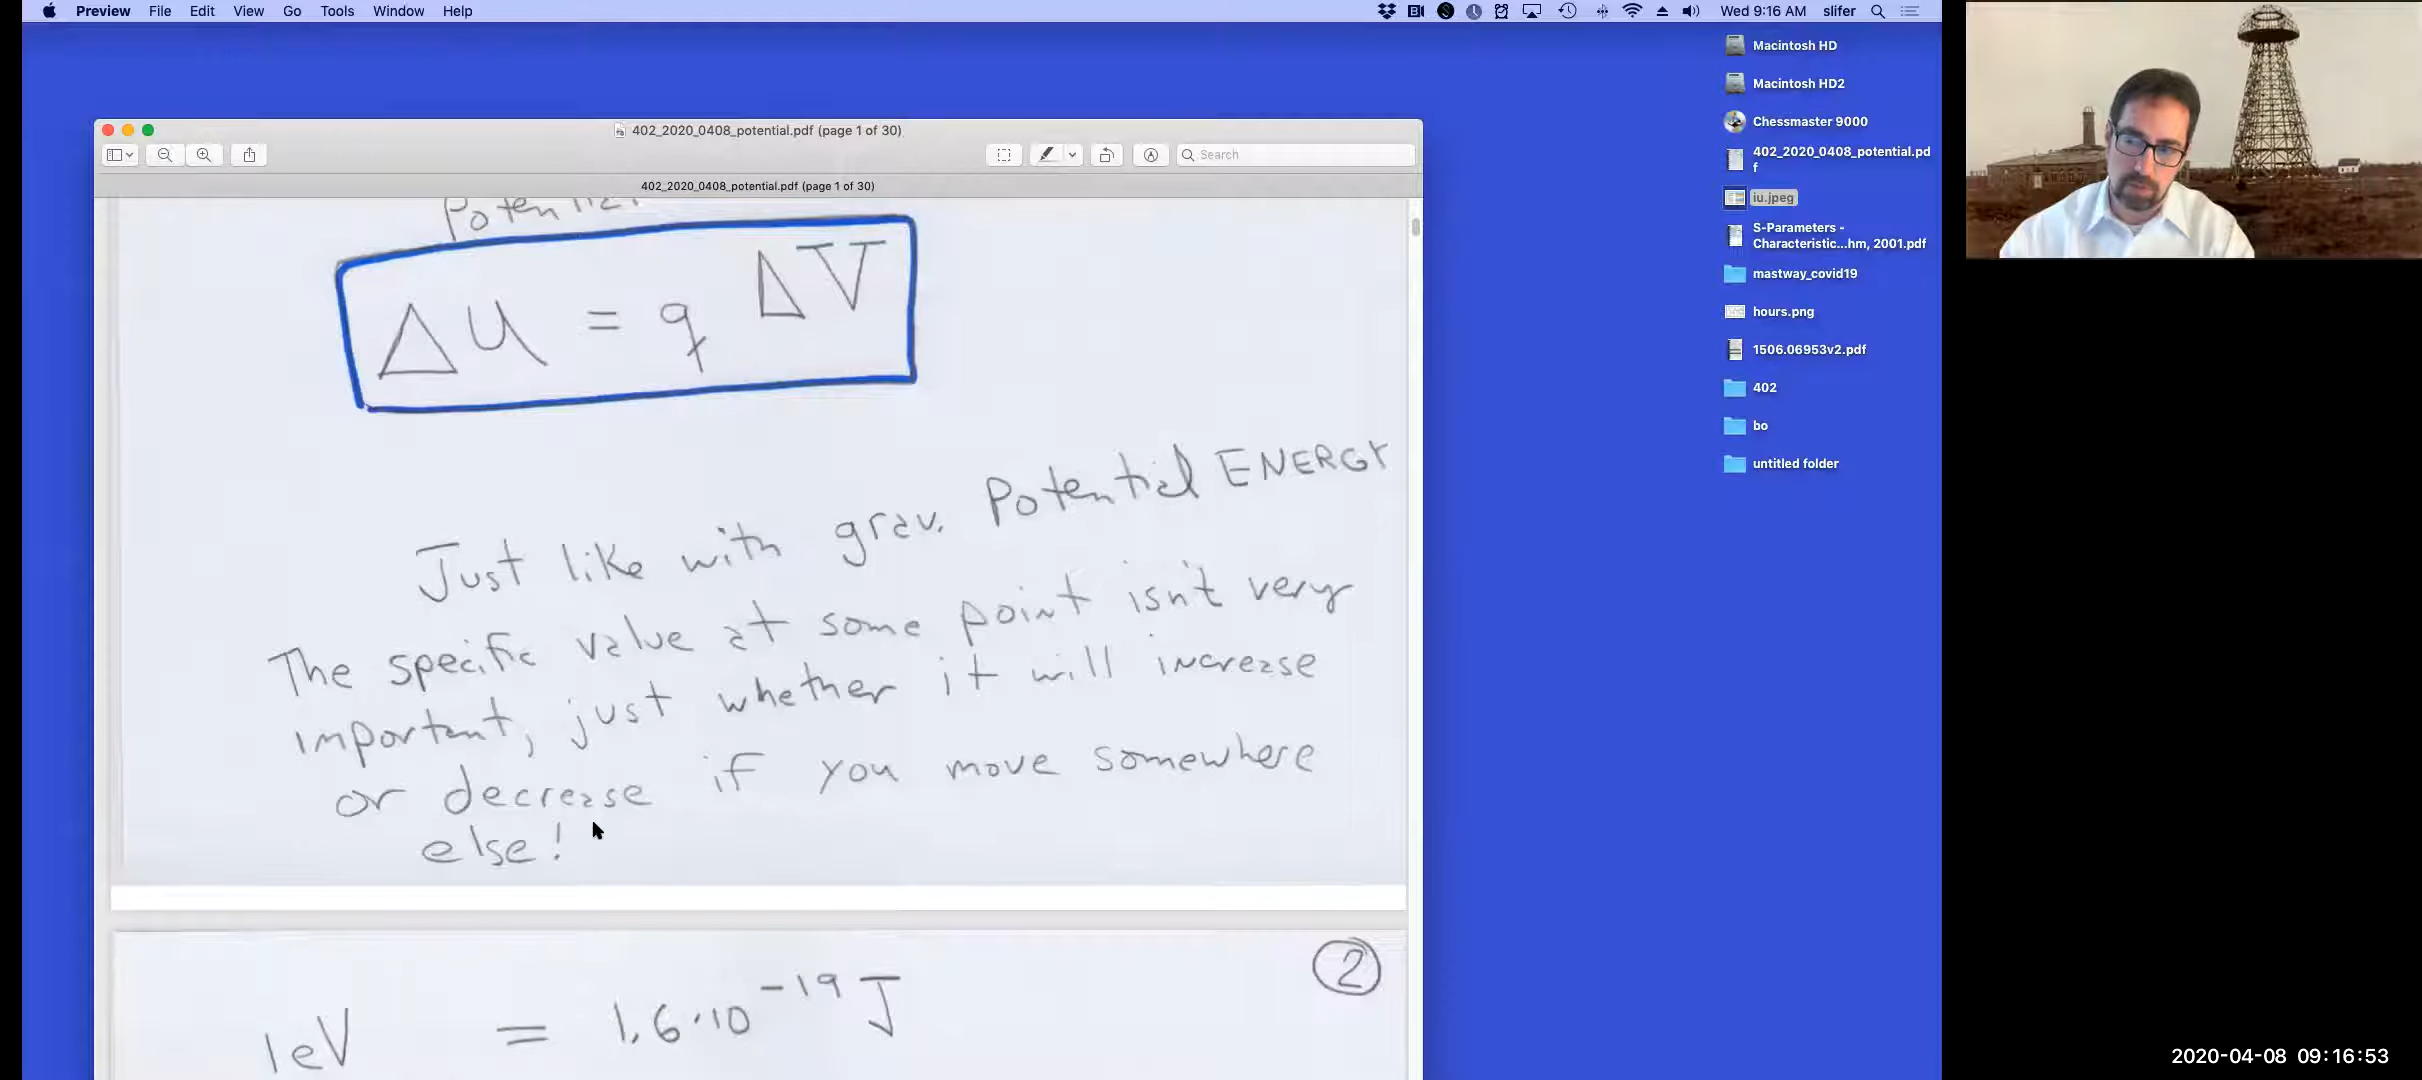 Preview File Edit View Go Tools Window Help
Wed 9:16 AM slifer
Macintosh HD
Macintosh HD2
Chessmaster 9000
402_2020_0408_potential.pd
f
iu.jpeg
S-Parameters -
Characteristic...hm, 2001.pdf
mastway_covid19
hours.png
1506.06953v2.pdf
402
bo
untitled folder
402_2020_0408_potential.pdf (page 1 of 30)
Search
402_2020_0408_potential.pdf (page 1 of 30)
ΔU = q ΔV
Just like with grav. Potential ENERGY
The specific value at some point isn't very
important, just whether it will increase
or decrease if you move somewhere
else!
2
1eV = 1.6·10^-19 J
2020-04-08 09:16:53